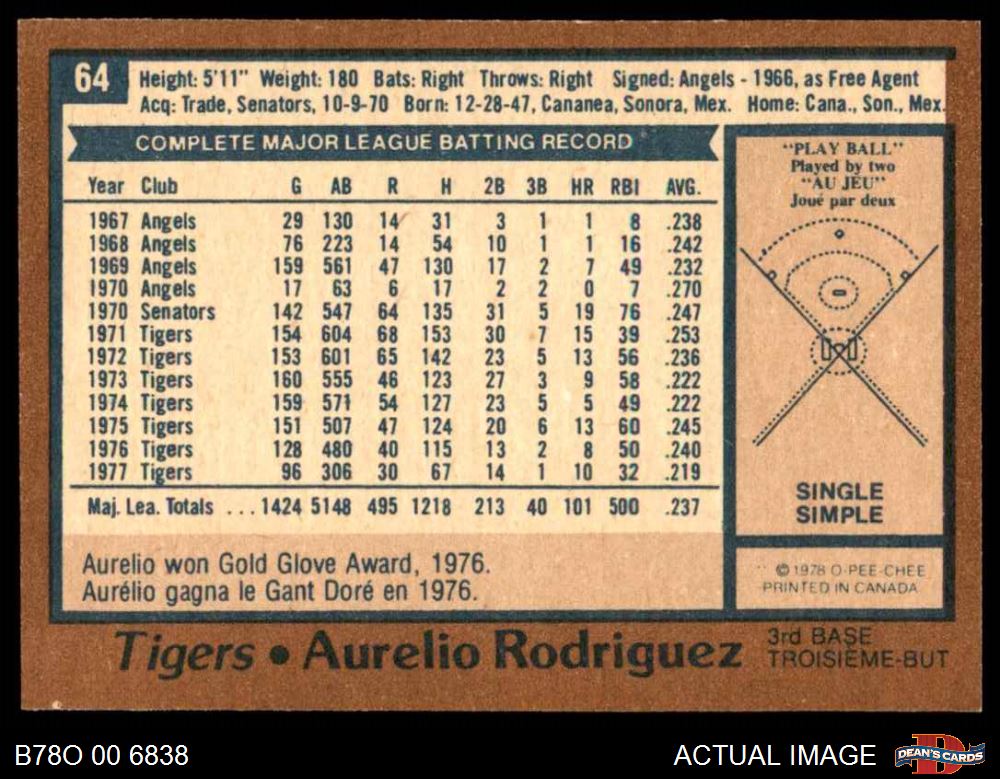 64
Height: 5'11" Weight: 180 Bats: Right Throws: Right Signed: Angels - 1966, as Free Agent
Acq: Trade, Senators, 10-9-70 Born: 12-28-47, Cananea, Sonora, Mex. Home: Cana., Son., Mex.
COMPLETE MAJOR LEAGUE BATTING RECORD
Year Club G AB R H 2B 3B HR RBI AVG.
1967 Angels 29 130 14 31 3 1 1 8 .238
1968 Angels 76 223 14 54 10 1 1 16 .242
1969 Angels 159 561 47 130 17 2 7 49 .232
1970 Angels 17 63 6 17 2 2 0 7 .270
1970 Senators 142 547 64 135 31 5 19 76 .247
1971 Tigers 154 604 68 153 30 7 15 39 .253
1972 Tigers 153 601 65 142 23 5 13 56 .236
1973 Tigers 160 555 46 123 27 3 9 58 .222
1974 Tigers 159 571 54 127 23 5 5 49 .222
1975 Tigers 151 507 47 124 20 6 13 60 .245
1976 Tigers 128 480 40 115 13 2 8 50 .240
1977 Tigers 96 306 30 67 14 1 10 32 .219
Maj. Lea. Totals ... 1424 5148 495 1218 213 40 101 500 .237
Aurelio won Gold Glove Award, 1976.
Aurélio gagna le Gant Doré en 1976.
"PLAY BALL"
Played by two
"AU JEU"
Joué par deux
SINGLE
SIMPLE
© 1978 O-PEE-CHEE
PRINTED IN CANADA
Tigers • Aurelio Rodriguez
3rd BASE
TROISIÈME-BUT
B78O 00 6838
ACTUAL IMAGE
DEAN'S CARDS